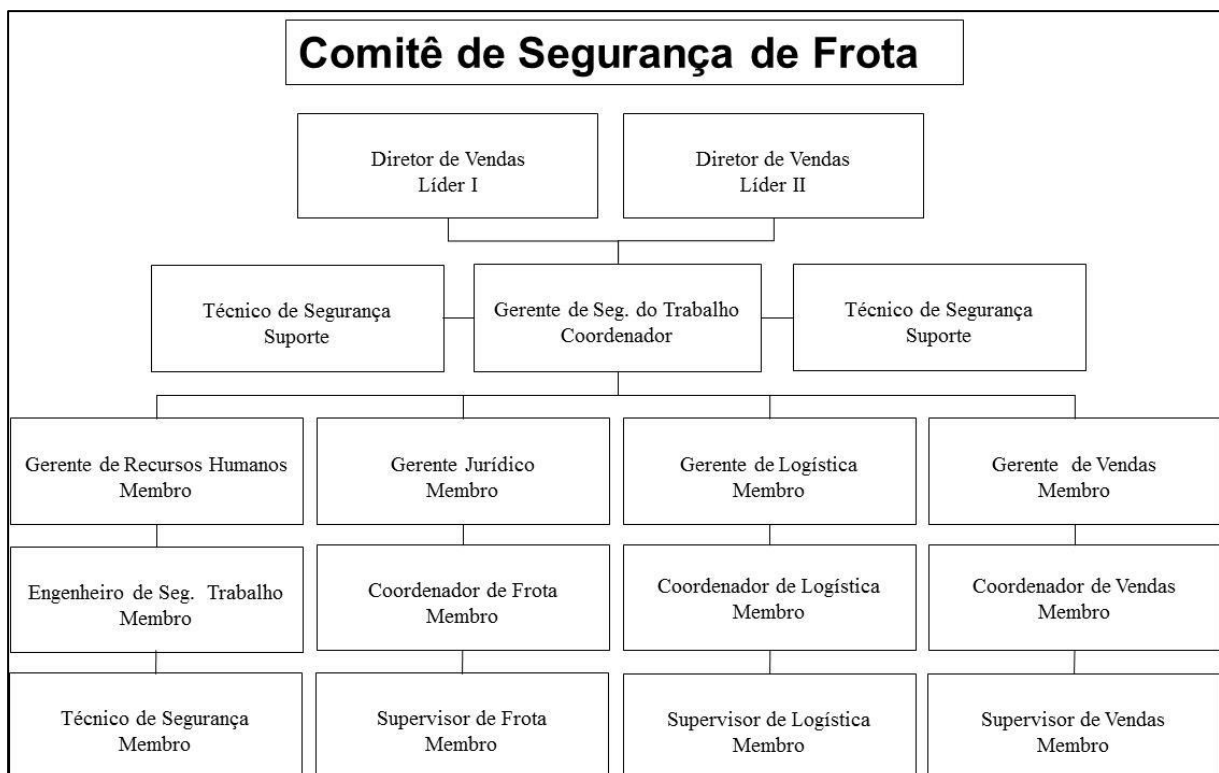 Comitê de Segurança de Frota
Diretor de Vendas
Líder I
Diretor de Vendas
Líder II
Técnico de Segurança
Suporte
Gerente de Seg. do Trabalho
Coordenador
Técnico de Segurança
Suporte
Gerente de Recursos Humanos
Membro
Gerente Jurídico
Membro
Gerente de Logística
Membro
Gerente de Vendas
Membro
Engenheiro de Seg. Trabalho
Membro
Coordenador de Frota
Membro
Coordenador de Logística
Membro
Coordenador de Vendas
Membro
Técnico de Segurança
Membro
Supervisor de Frota
Membro
Supervisor de Logística
Membro
Supervisor de Vendas
Membro